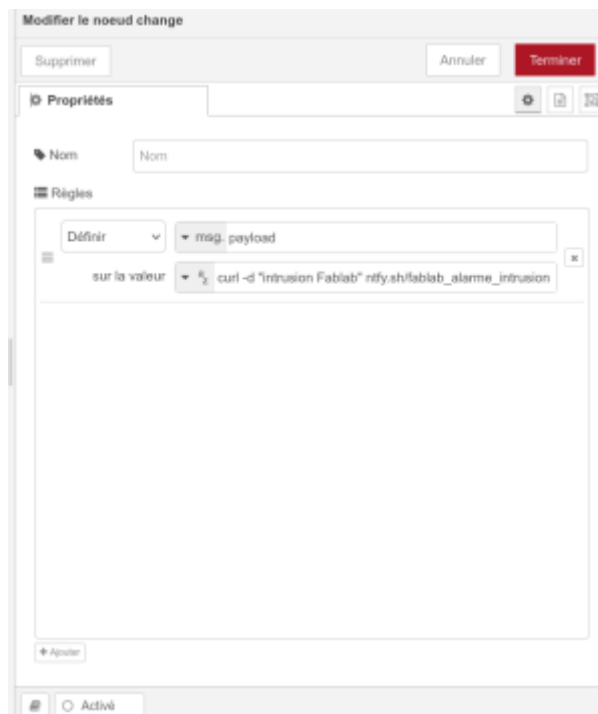 Modifier le noeud change
Supprimer
Annuler
Terminer
Propriétés
Nom
Nom
Règles
Définir
msg. payload
sur la valeur
curl -d "intrusion Fablab" ntfy.sh/fablab_alarme_intrusion
Ajouter
Activé